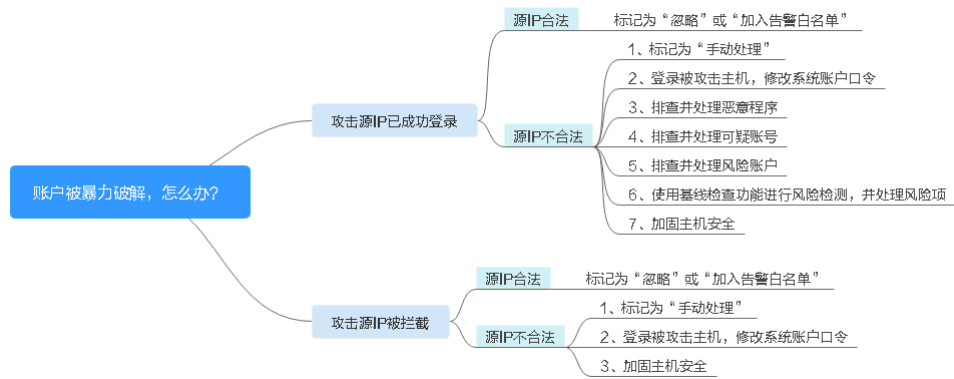 账户被暴力破解，怎么办？
攻击源IP已成功登录
源IP合法
标记为“忽略”或“加入告警白名单”
源IP不合法
1、标记为“手动处理”
2、登录被攻击主机，修改系统账户口令
3、排查并处理恶意程序
4、排查并处理可疑账号
5、排查并处理风险账户
6、使用基线检查功能进行风险检测，并处理风险项
7、加固主机安全
攻击源IP被拦截
源IP合法
标记为“忽略”或“加入告警白名单”
源IP不合法
1、标记为“手动处理”
2、登录被攻击主机，修改系统账户口令
3、加固主机安全